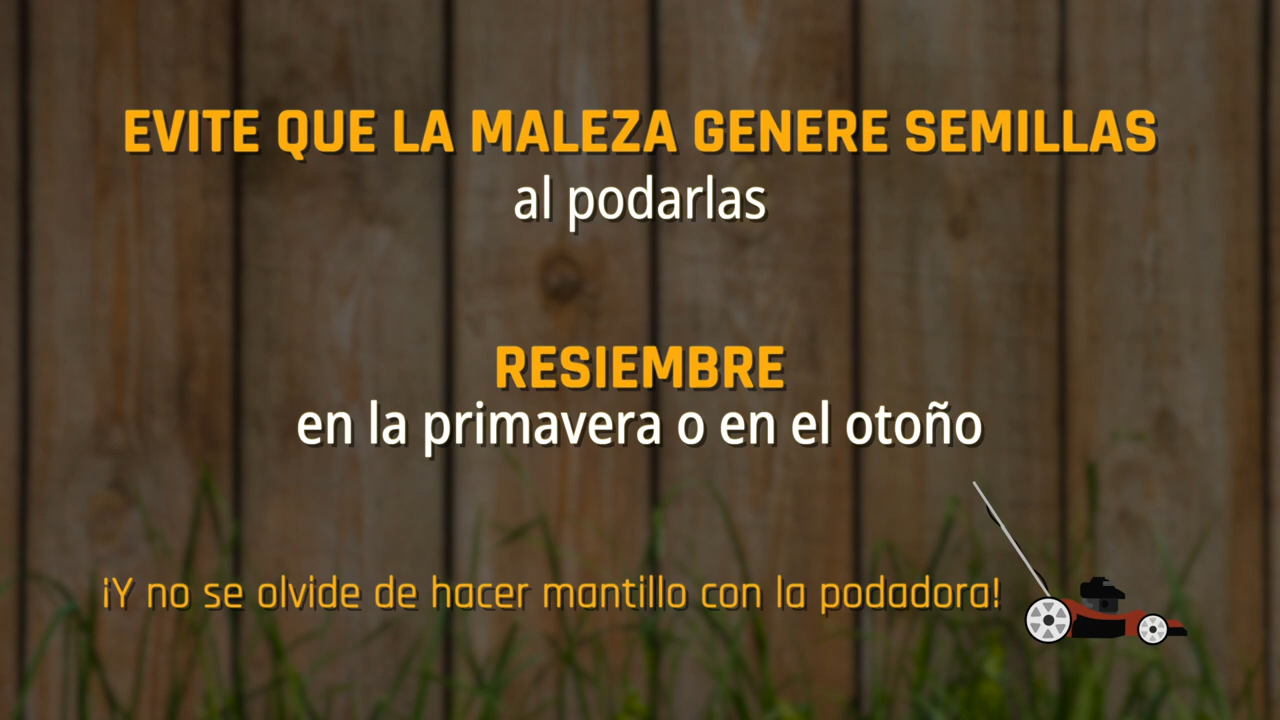 EVITE QUE LA MALEZA GENERE SEMILLAS
al podarlas
RESIEMBRE
en la primavera o en el otoño
¡Y no se olvide de hacer mantillo con la podadora!